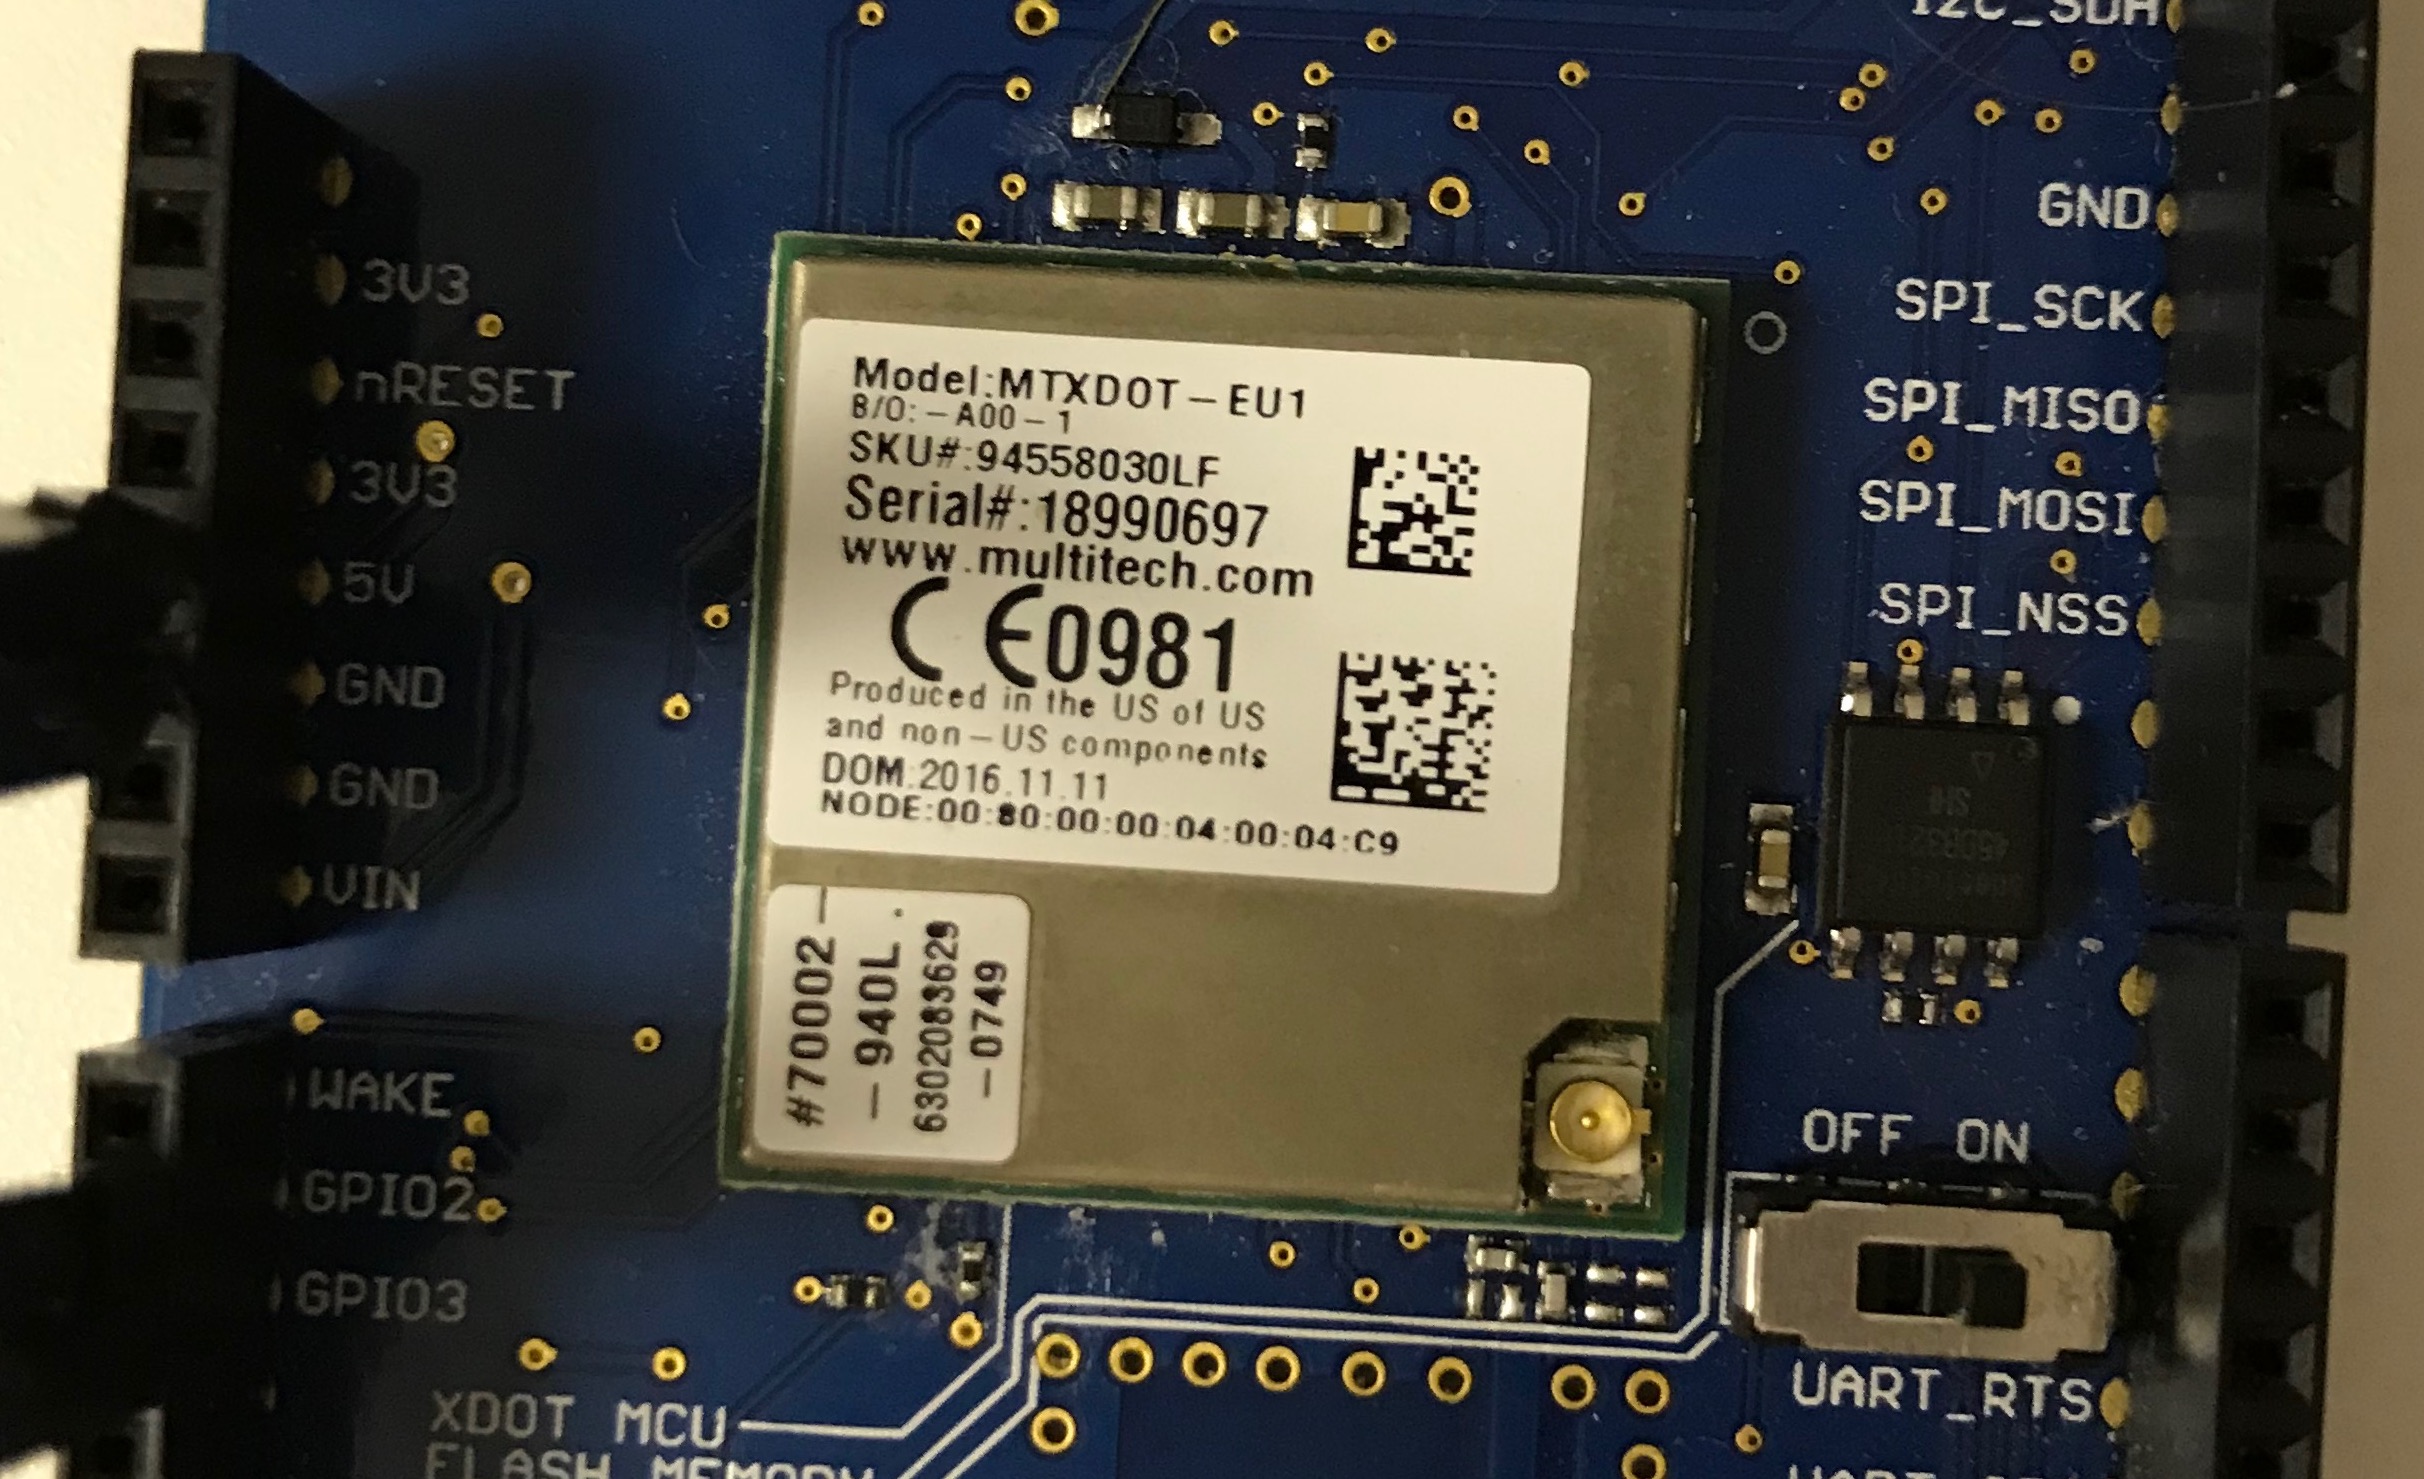 GND
SPI_SCK
SPI_MISO
SPI_MOSI
SPI_NSS
3V3
nRESET
3V3
5V
GND
GND
VIN
WAKE
GPIO2
GPIO3
Model:MTXDOT-EU1
B/O:-A00-1
SKU#:94558030LF
Serial#:18990697
www.multitech.com
CE0981
Produced in the US of US
and non-US components
DOM:2016.11.11
NODE:00:80:00:00:04:00:04:C9
#70002-
-940L.
6302083629
-0749
OFF ON
UART_RTS
XDOT MCU
FLASH MEMORY